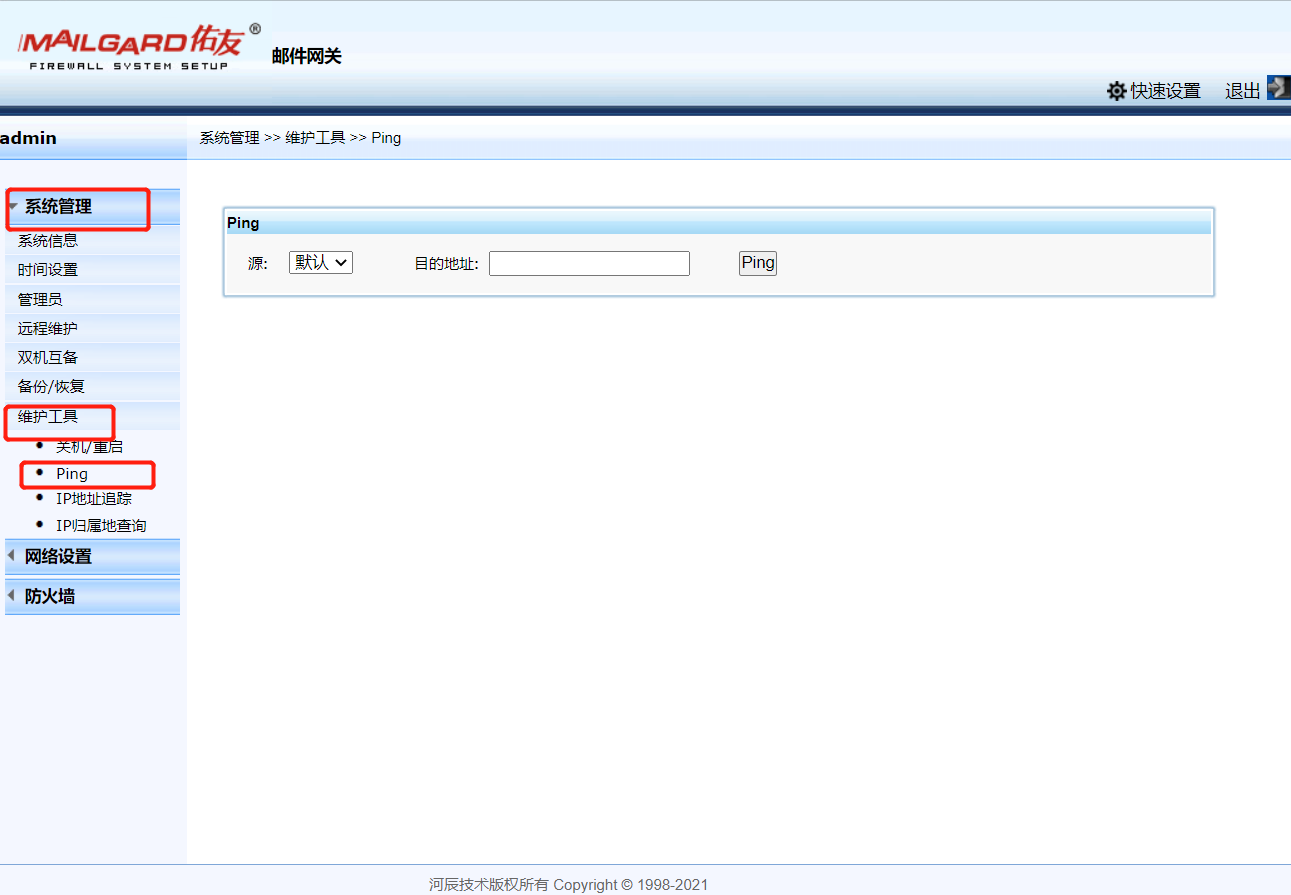 MAILGARD佑友®
FIREWALL SYSTEM SETUP
邮件网关
快速设置 退出
admin
系统管理 >> 维护工具 >> Ping
系统管理
系统信息
时间设置
管理员
远程维护
双机互备
备份/恢复
维护工具
关机/重启
Ping
IP地址追踪
IP归属地查询
网络设置
防火墙
Ping
源: 默认 目的地址: Ping
河辰技术版权所有 Copyright © 1998-2021